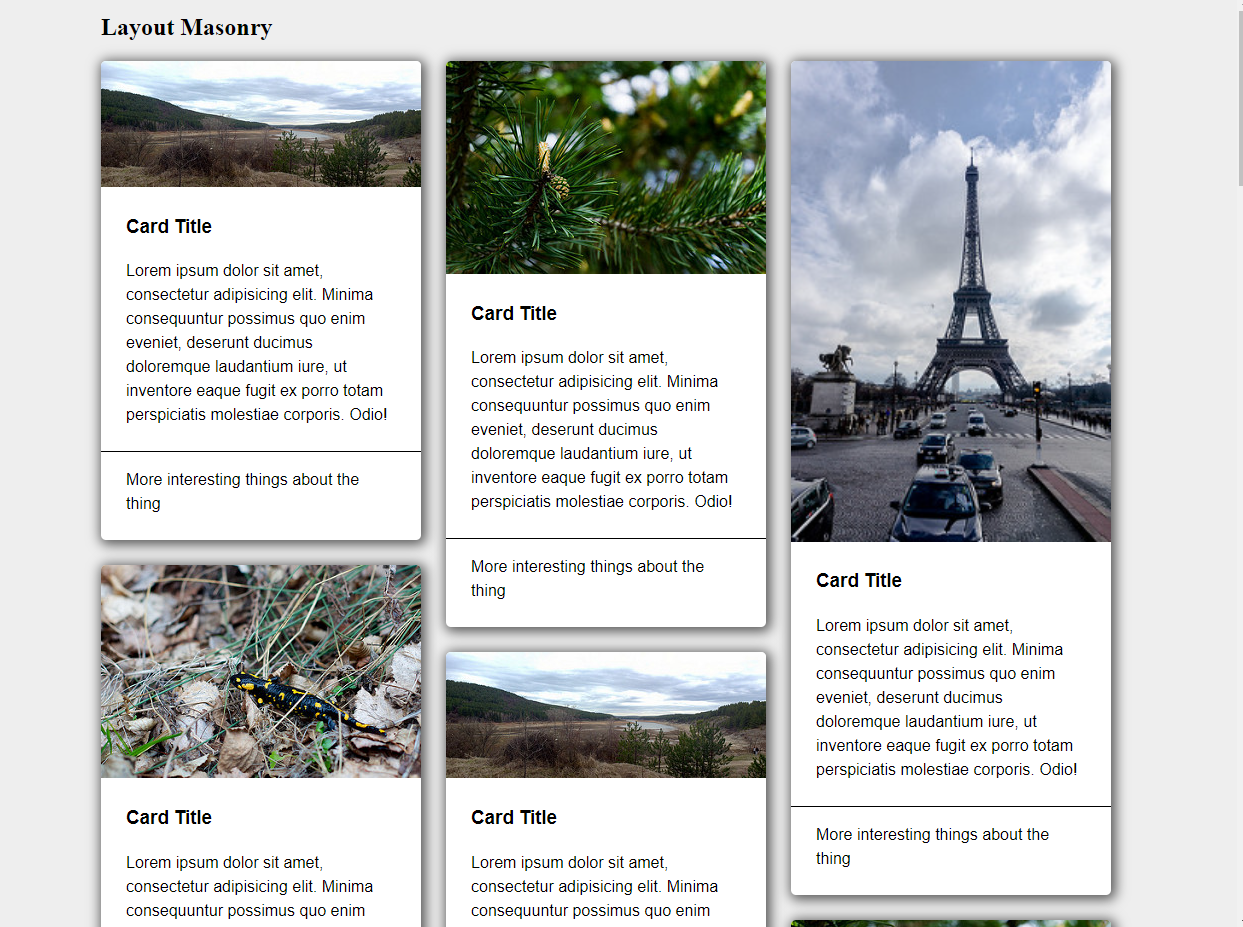 Layout Masonry
Card Title
Lorem ipsum dolor sit amet,
consectetur adipisicing elit. Minima
consequuntur possimus quo enim
eveniet, deserunt ducimus
doloremque laudantium iure, ut
inventore eaque fugit ex porro totam
perspiciatis molestiae corporis. Odio!
More interesting things about the
thing
Card Title
Lorem ipsum dolor sit amet,
consectetur adipisicing elit. Minima
consequuntur possimus quo enim
Card Title
Lorem ipsum dolor sit amet,
consectetur adipisicing elit. Minima
consequuntur possimus quo enim
eveniet, deserunt ducimus
doloremque laudantium iure, ut
inventore eaque fugit ex porro totam
perspiciatis molestiae corporis. Odio!
More interesting things about the
thing
Card Title
Lorem ipsum dolor sit amet,
consectetur adipisicing elit. Minima
consequuntur possimus quo enim
Card Title
Lorem ipsum dolor sit amet,
consectetur adipisicing elit. Minima
consequuntur possimus quo enim
eveniet, deserunt ducimus
doloremque laudantium iure, ut
inventore eaque fugit ex porro totam
perspiciatis molestiae corporis. Odio!
More interesting things about the
thing